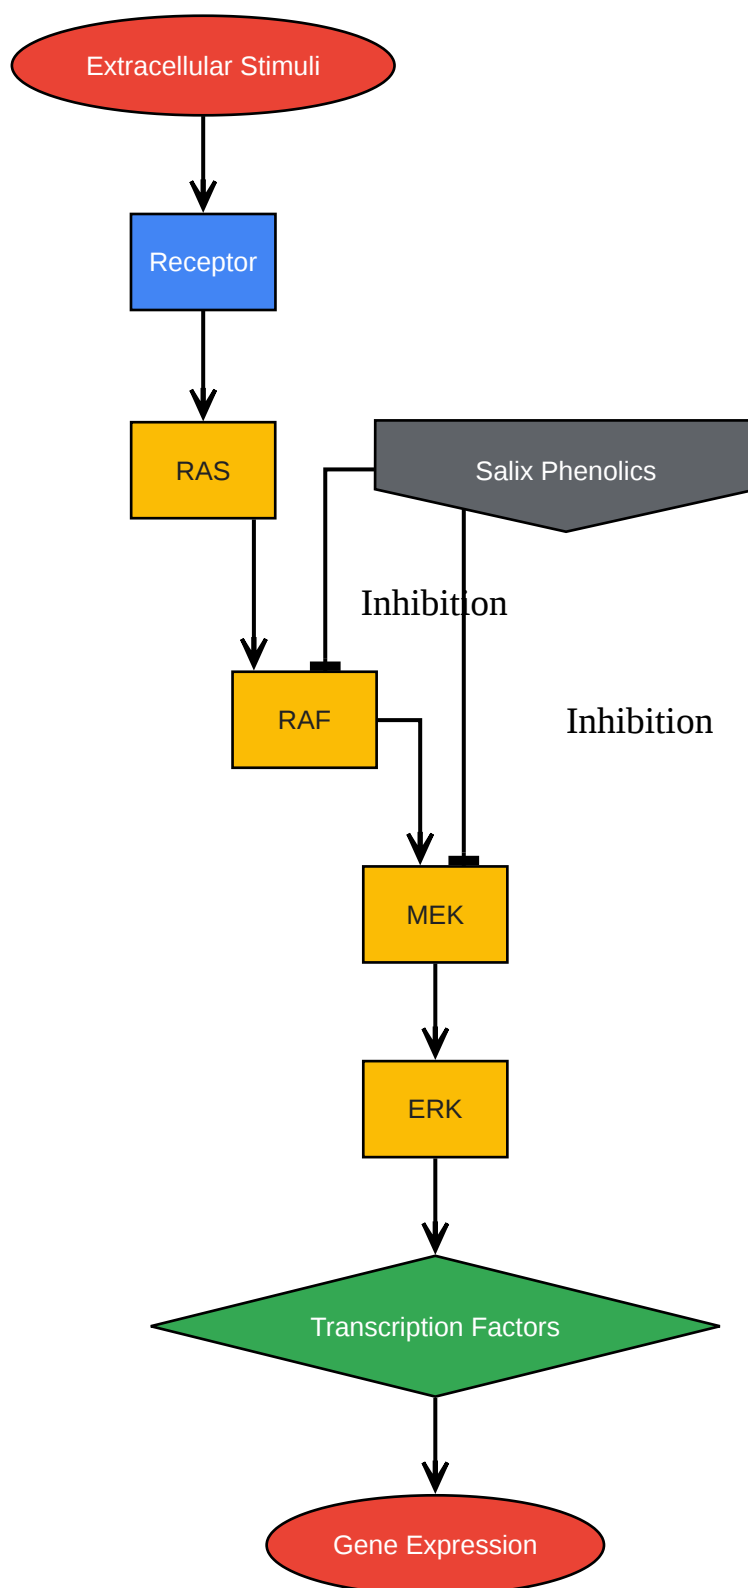 Extracellular Stimuli
Receptor
RAS
Salix Phenolics
Inhibition
RAF
Inhibition
MEK
ERK
Transcription Factors
Gene Expression